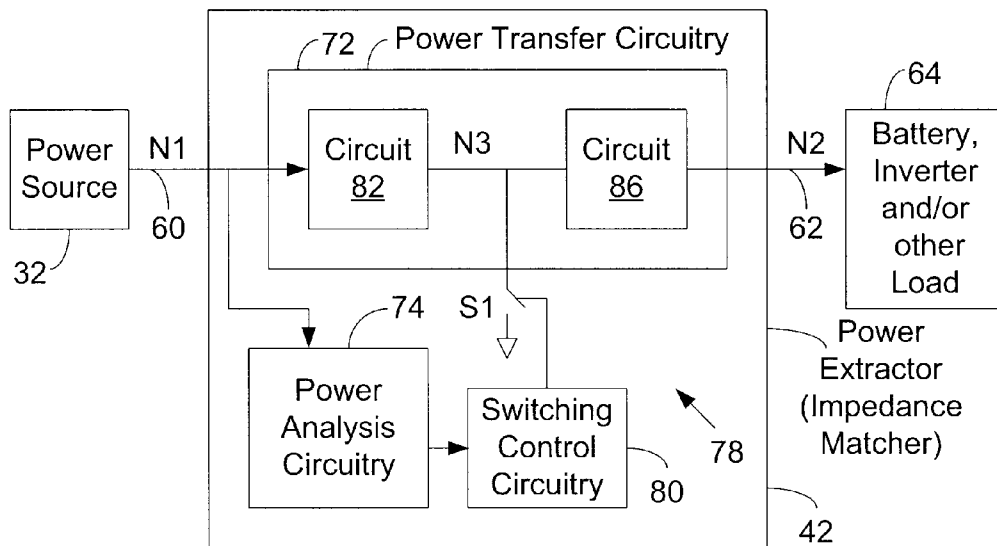 72
Power Transfer Circuitry
64
Power
Source
N1
Circuit
82
N3
Circuit
86
N2
Battery,
Inverter
and/or
other
Load
60
62
32
74
S1
Power
Analysis
Circuitry
Switching
Control
Circuitry
78
80
Power
Extractor
(Impedance
Matcher)
42